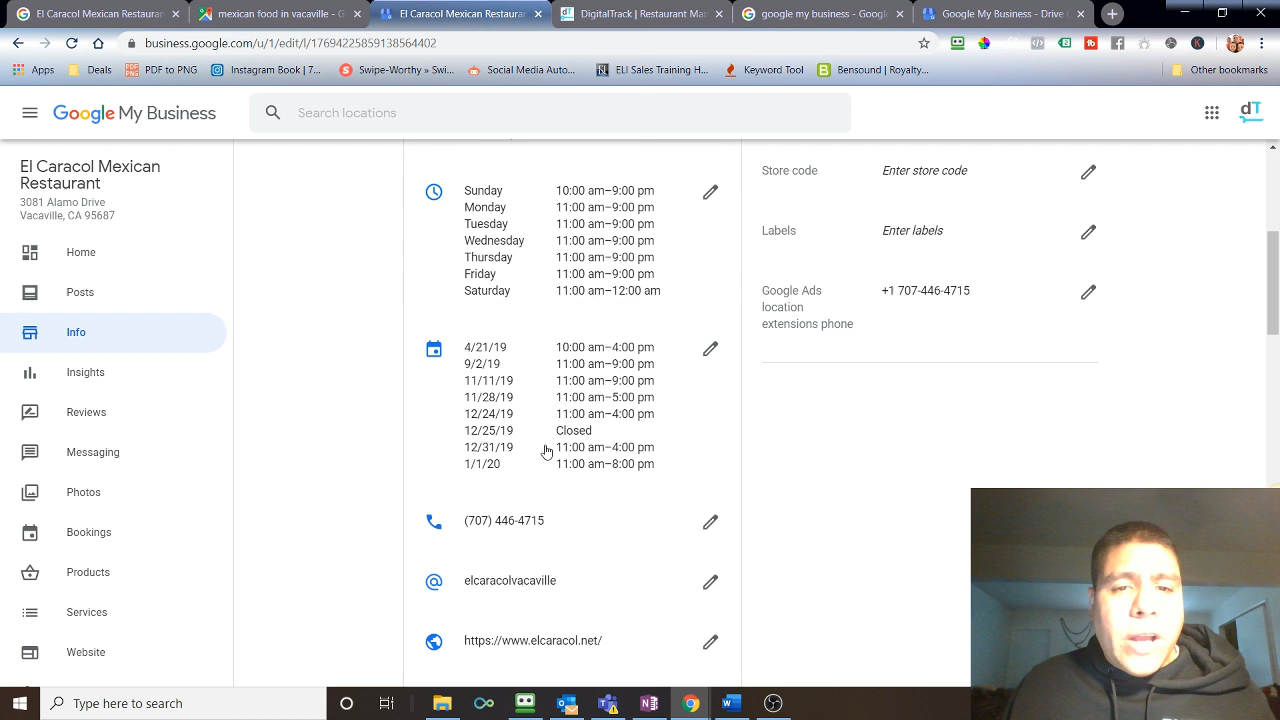 El Caracol Mexican Restauran
mexican food in vacaville - G
El Caracol Mexican Restauran
DigitalTrack | Restaurant Mar
google my business - Google
Google My Business - Drive C
business.google.com/r/1/edit/l/17694225859138564402
Apps
Deals
PDF to PNG
Instagram Book | 7...
Swipe-Worthy » Swi...
Social Media Auto...
ELI Sales Training H...
Keyword Tool
Bensound | Royalty...
Other bookmarks
Google My Business
Search locations
dT
El Caracol Mexican
Restaurant
3081 Alamo Drive
Vacaville, CA 95687
Home
Posts
Info
Insights
Reviews
Messaging
Photos
Bookings
Products
Services
Website
Sunday 10:00 am–9:00 pm
Monday 11:00 am–9:00 pm
Tuesday 11:00 am–9:00 pm
Wednesday 11:00 am–9:00 pm
Thursday 11:00 am–9:00 pm
Friday 11:00 am–9:00 pm
Saturday 11:00 am–12:00 am
4/21/19 10:00 am–4:00 pm
9/2/19 11:00 am–9:00 pm
11/11/19 11:00 am–9:00 pm
11/28/19 11:00 am–5:00 pm
12/24/19 11:00 am–4:00 pm
12/25/19 Closed
12/31/19 11:00 am–4:00 pm
1/1/20 11:00 am–8:00 pm
(707) 446-4715
elcaracolvacaville
https://www.elcaracol.net/
Store code Enter store code
Labels Enter labels
Google Ads +1 707-446-4715
location
extensions phone
Type here to search